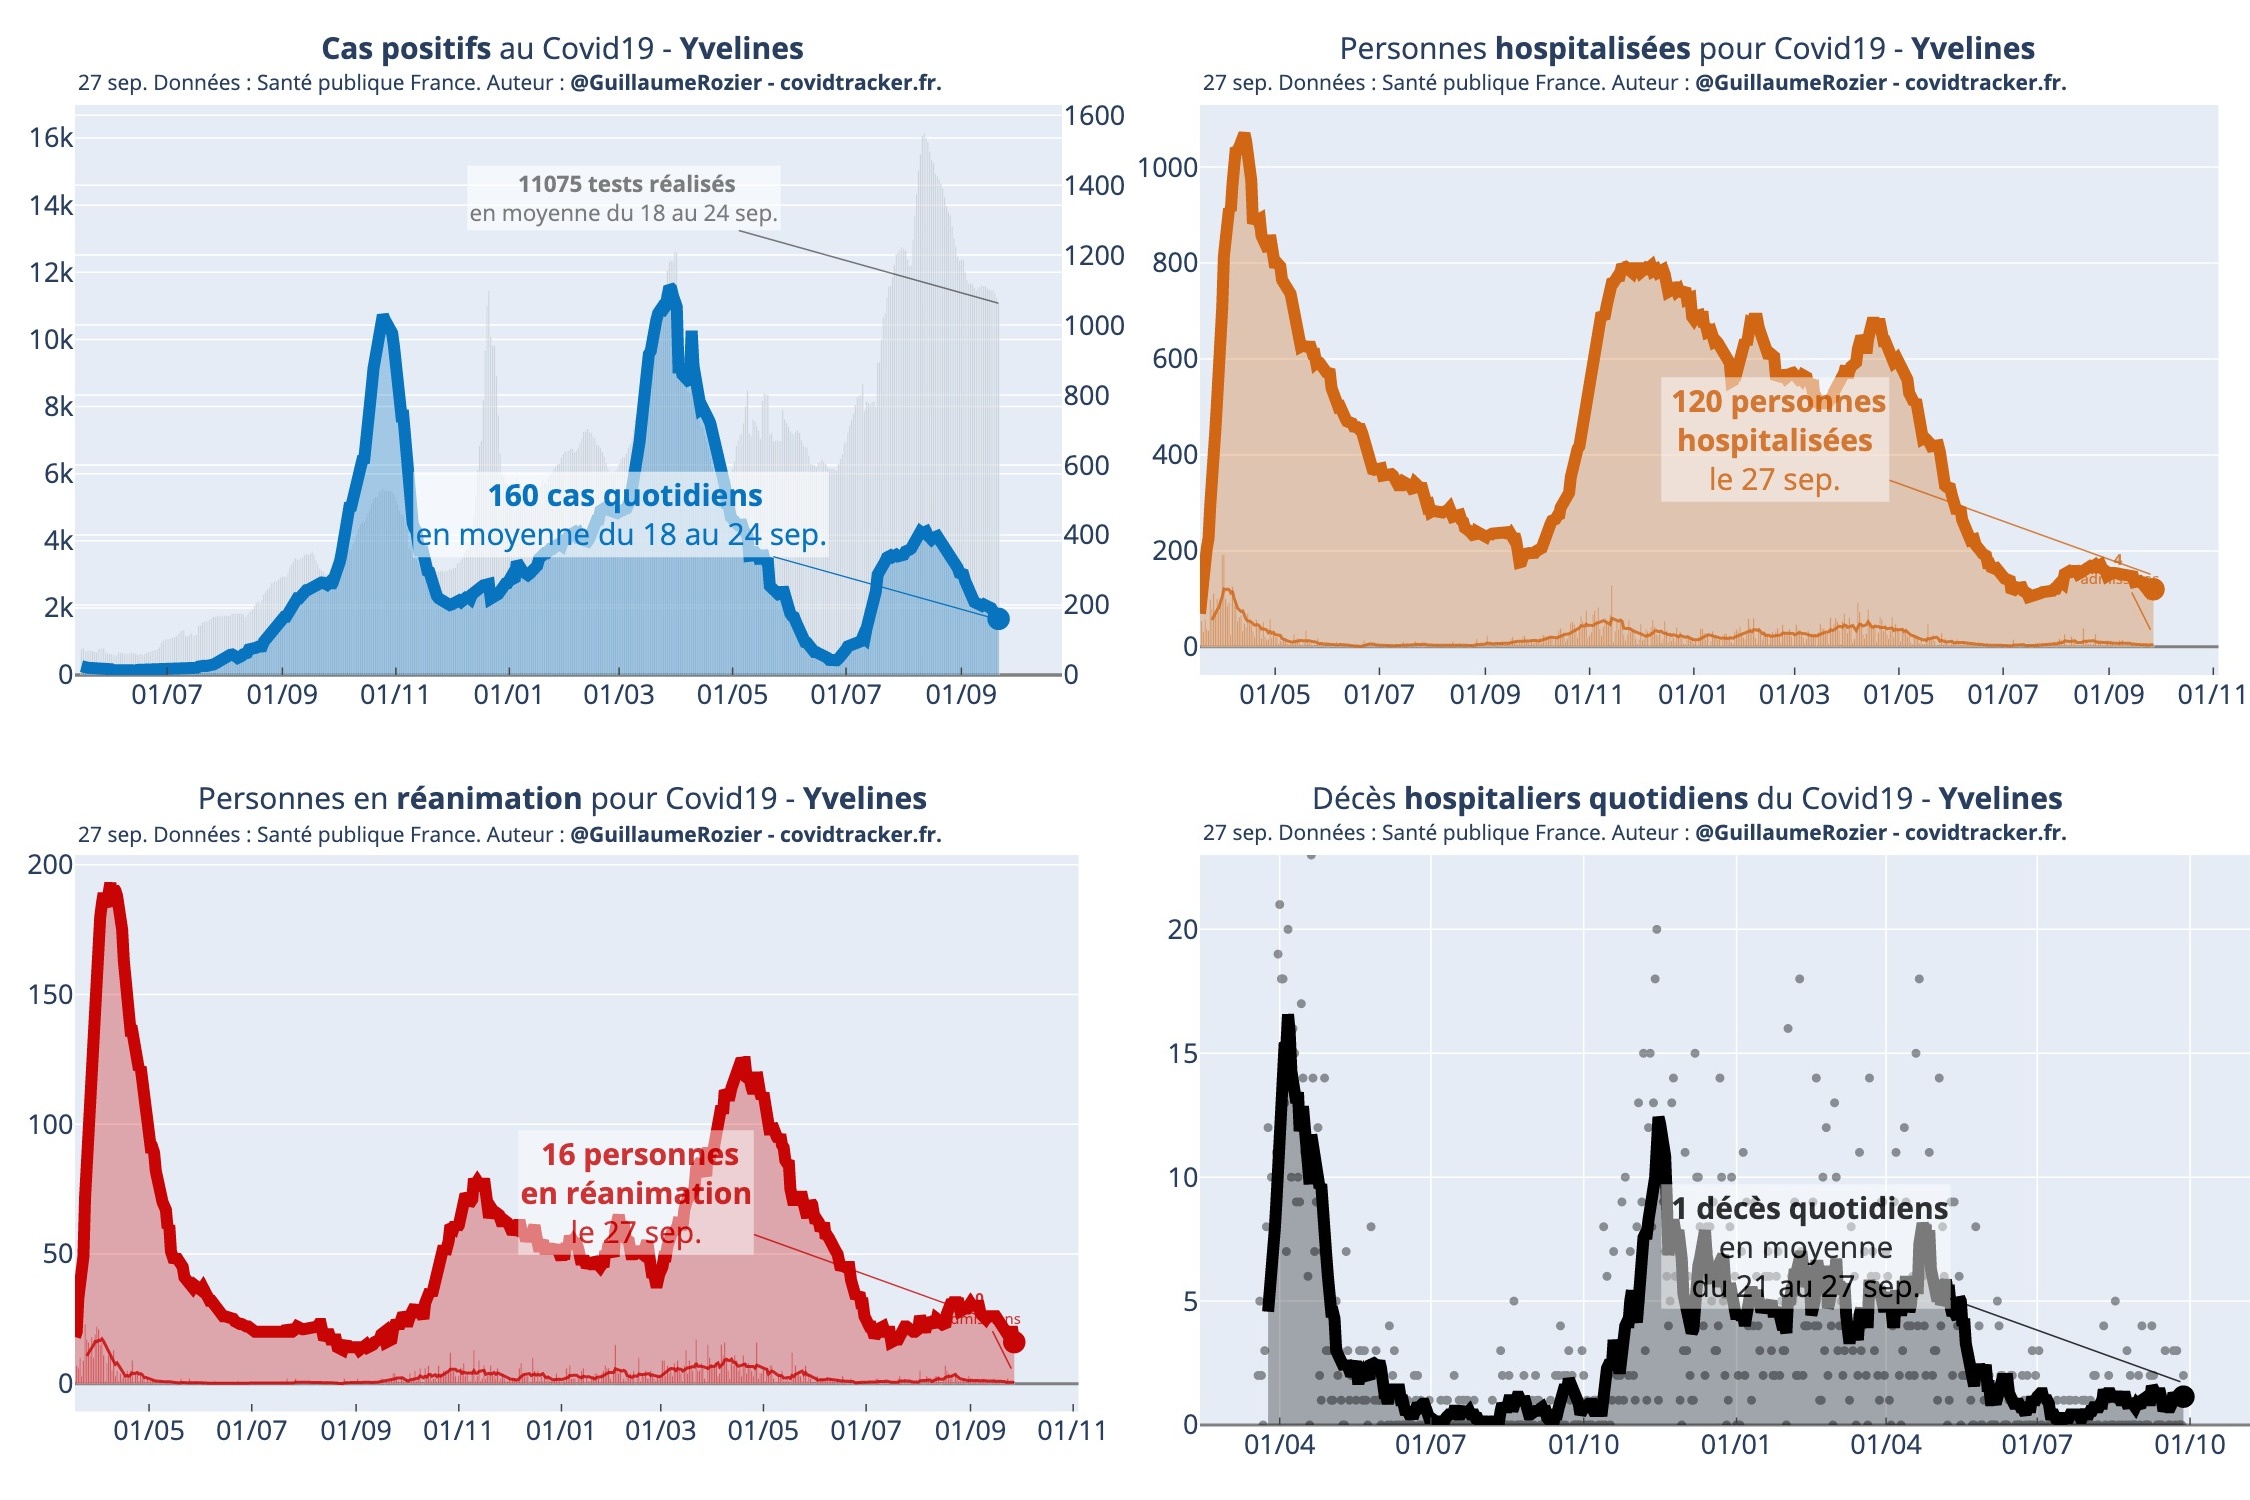 Cas positifs au Covid19 - Yvelines
27 sep. Données : Santé publique France. Auteur : @GuillaumeRozier - covidtracker.fr.
16k
14k
12k
10k
8k
6k
4k
2k
0
1600
1400
1200
1000
800
600
400
200
0
11075 tests réalisés
en moyenne du 18 au 24 sep.
160 cas quotidiens
en moyenne du 18 au 24 sep.
01/07 01/09 01/11 01/01 01/03 01/05 01/07 01/09
Personnes hospitalisées pour Covid19 - Yvelines
27 sep. Données : Santé publique France. Auteur : @GuillaumeRozier - covidtracker.fr.
1000
800
600
400
200
0
120 personnes
hospitalisées
le 27 sep.
4
admissions
01/05 01/07 01/09 01/11 01/01 01/03 01/05 01/07 01/09 01/11
Personnes en réanimation pour Covid19 - Yvelines
27 sep. Données : Santé publique France. Auteur : @GuillaumeRozier - covidtracker.fr.
200
150
100
50
0
16 personnes
en réanimation
le 27 sep.
0
admissions
01/05 01/07 01/09 01/11 01/01 01/03 01/05 01/07 01/09 01/11
Décès hospitaliers quotidiens du Covid19 - Yvelines
27 sep. Données : Santé publique France. Auteur : @GuillaumeRozier - covidtracker.fr.
20
15
10
5
0
1 décès quotidiens
en moyenne
du 21 au 27 sep.
01/04 01/07 01/10 01/01 01/04 01/07 01/10